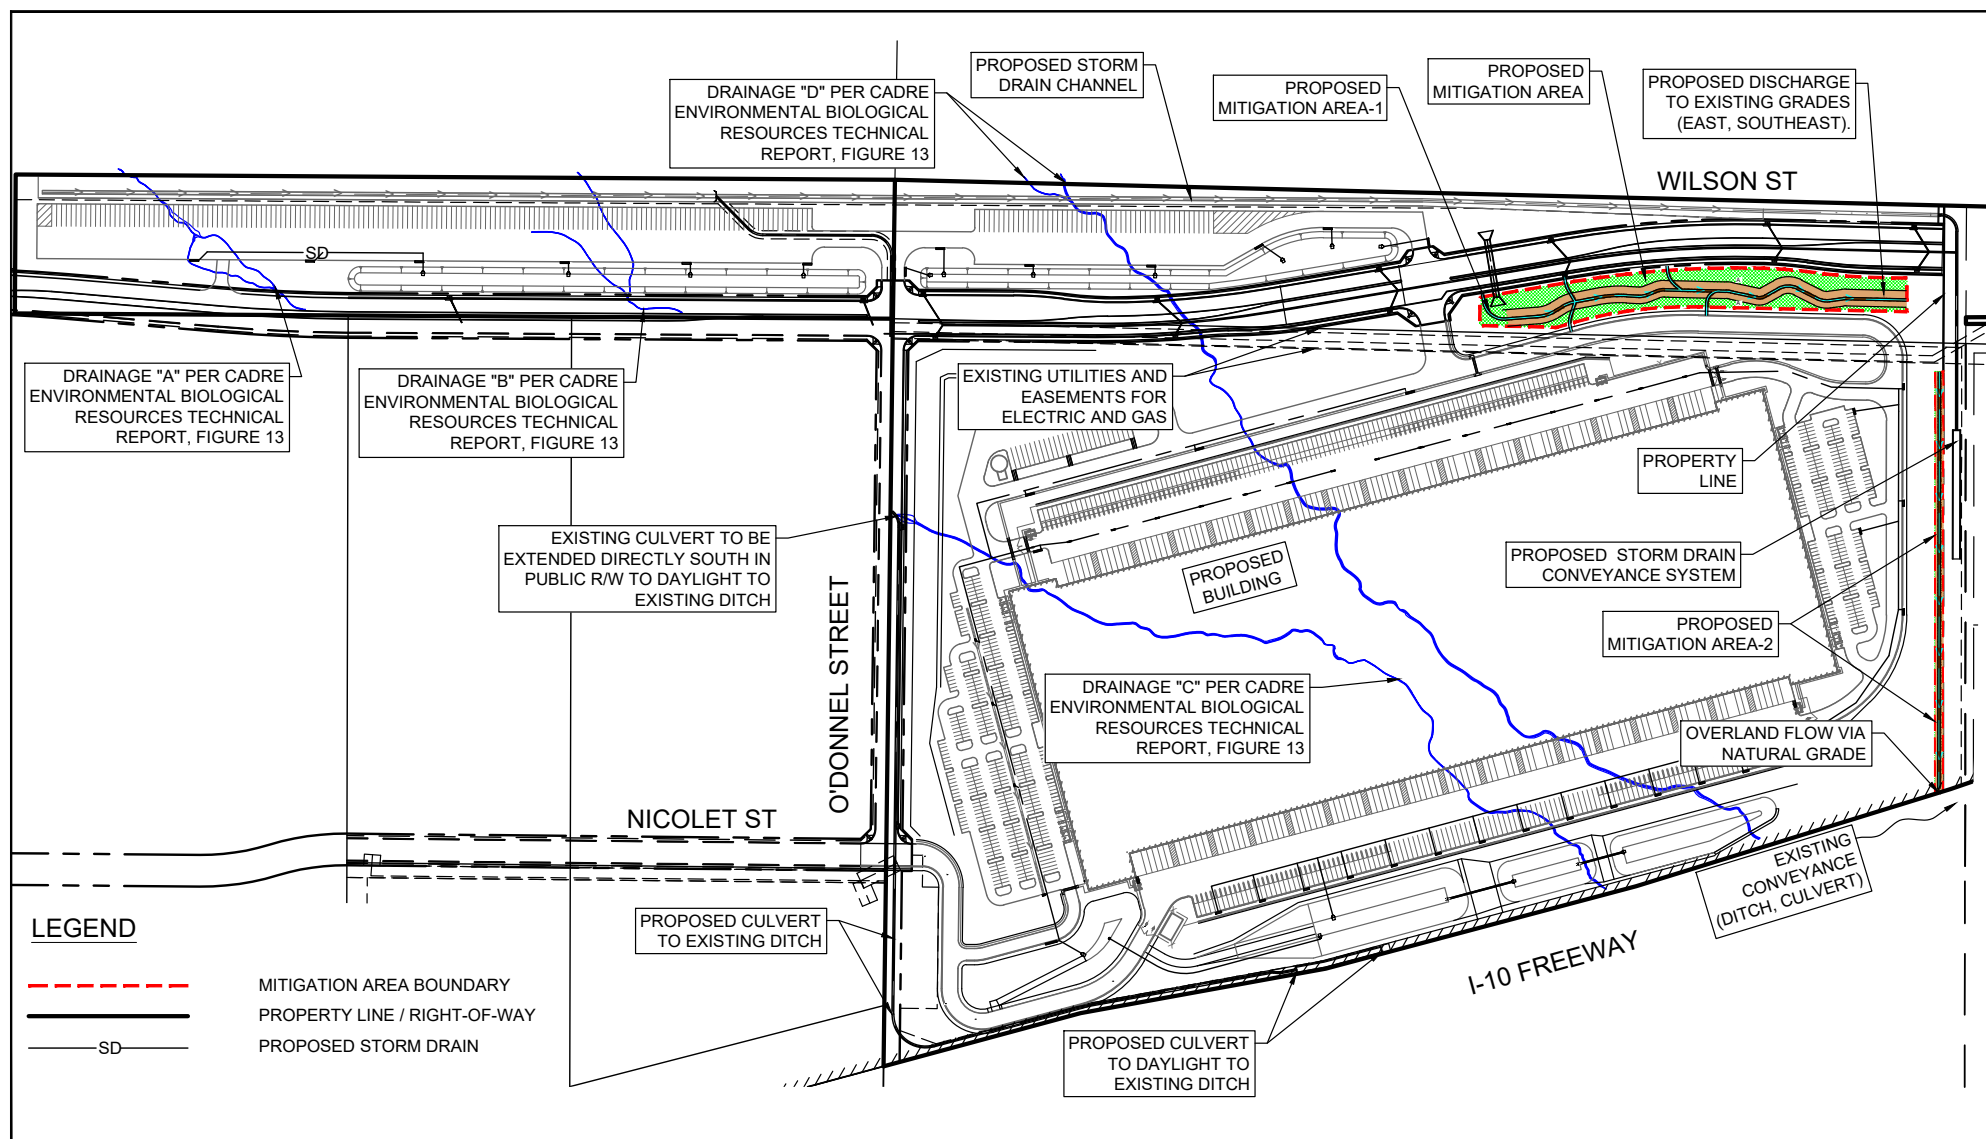 PROPOSED STORM
DRAIN CHANNEL
PROPOSED
MITIGATION AREA-1
PROPOSED
MITIGATION AREA
PROPOSED DISCHARGE
TO EXISTING GRADES
(EAST, SOUTHEAST).
DRAINAGE "D" PER CADRE
ENVIRONMENTAL BIOLOGICAL
RESOURCES TECHNICAL
REPORT, FIGURE 13
WILSON ST
SD
DRAINAGE "A" PER CADRE
ENVIRONMENTAL BIOLOGICAL
RESOURCES TECHNICAL
REPORT, FIGURE 13
DRAINAGE "B" PER CADRE
ENVIRONMENTAL BIOLOGICAL
RESOURCES TECHNICAL
REPORT, FIGURE 13
EXISTING UTILITIES AND
EASEMENTS FOR
ELECTRIC AND GAS
PROPERTY
LINE
EXISTING CULVERT TO BE
EXTENDED DIRECTLY SOUTH IN
PUBLIC R/W TO DAYLIGHT TO
EXISTING DITCH
PROPOSED
BUILDING
PROPOSED STORM DRAIN
CONVEYANCE SYSTEM
PROPOSED
MITIGATION AREA-2
O'DONNEL STREET
DRAINAGE "C" PER CADRE
ENVIRONMENTAL BIOLOGICAL
RESOURCES TECHNICAL
REPORT, FIGURE 13
OVERLAND FLOW VIA
NATURAL GRADE
NICOLET ST
EXISTING
CONVEYANCE
(DITCH, CULVERT)
PROPOSED CULVERT
TO EXISTING DITCH
I-10 FREEWAY
PROPOSED CULVERT
TO DAYLIGHT TO
EXISTING DITCH
LEGEND
MITIGATION AREA BOUNDARY
PROPERTY LINE / RIGHT-OF-WAY
SD
PROPOSED STORM DRAIN